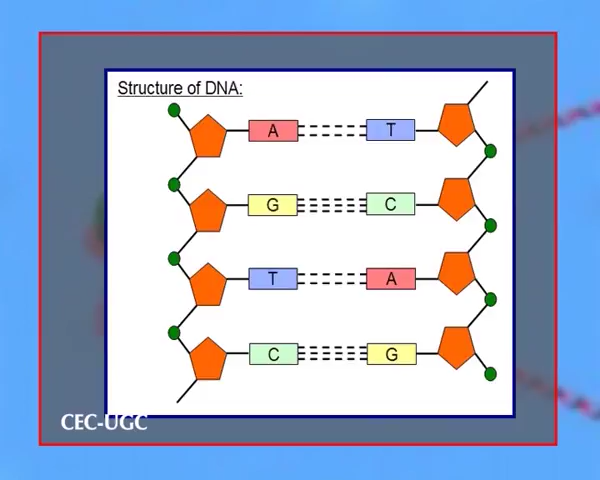 Structure of DNA:
A T
G C
T A
C G
CEC-UGC